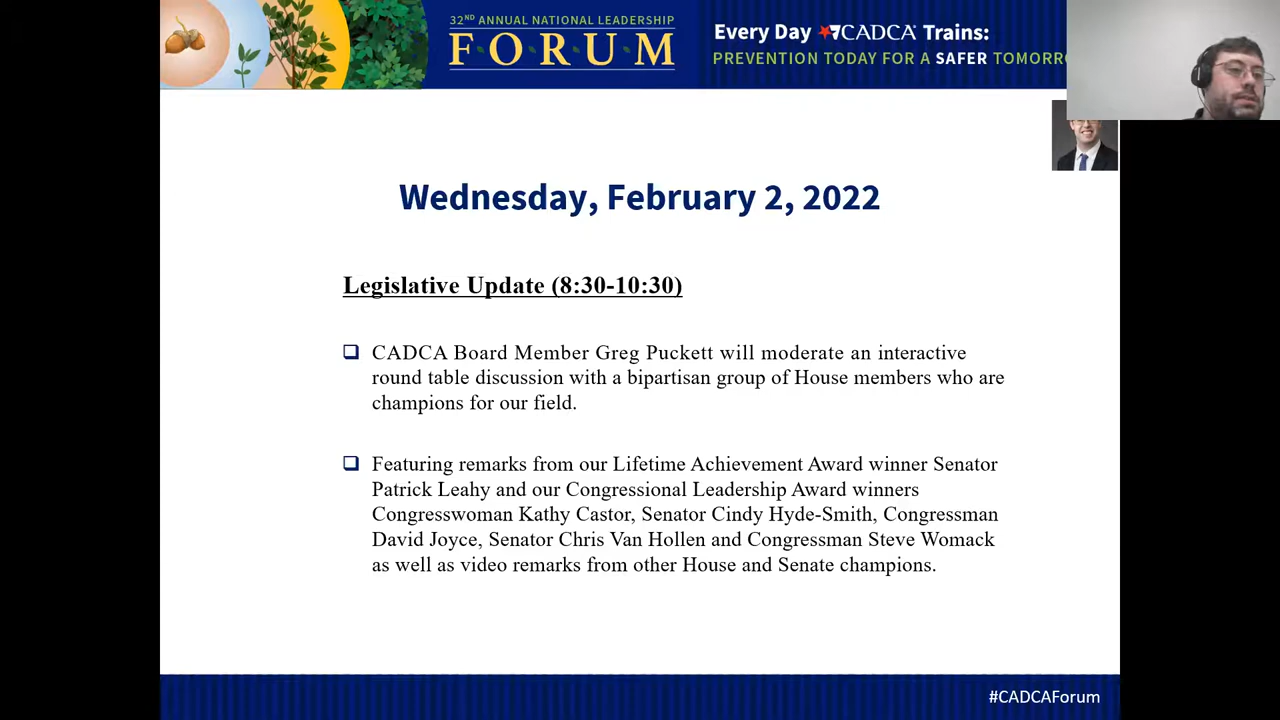 32ND ANNUAL NATIONAL LEADERSHIP
FORUM
Every Day CADCA Trains:
PREVENTION TODAY FOR A SAFER TOMORRO
Wednesday, February 2, 2022
Legislative Update (8:30-10:30)
CADCA Board Member Greg Puckett will moderate an interactive
round table discussion with a bipartisan group of House members who are
champions for our field.
Featuring remarks from our Lifetime Achievement Award winner Senator
Patrick Leahy and our Congressional Leadership Award winners
Congresswoman Kathy Castor, Senator Cindy Hyde-Smith, Congressman
David Joyce, Senator Chris Van Hollen and Congressman Steve Womack
as well as video remarks from other House and Senate champions.
#CADCAForum